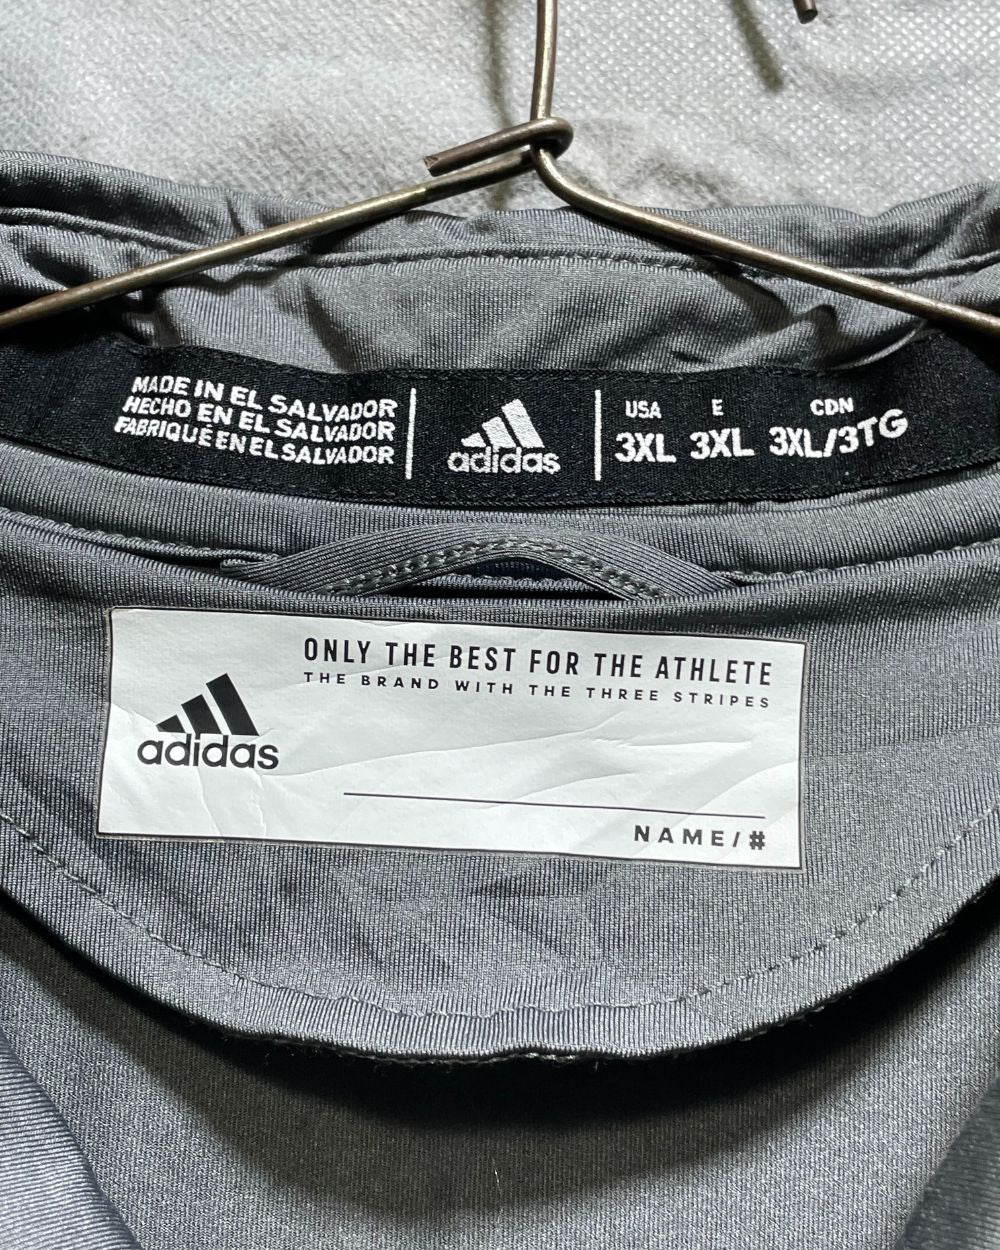 MADE IN EL SALVADOR
HECHO EN EL SALVADOR
FABRIQUÉ EN EL SALVADOR
adidas
USA E CDN
3XL 3XL 3XL/3TG
ONLY THE BEST FOR THE ATHLETE
THE BRAND WITH THE THREE STRIPES
adidas
NAME/#